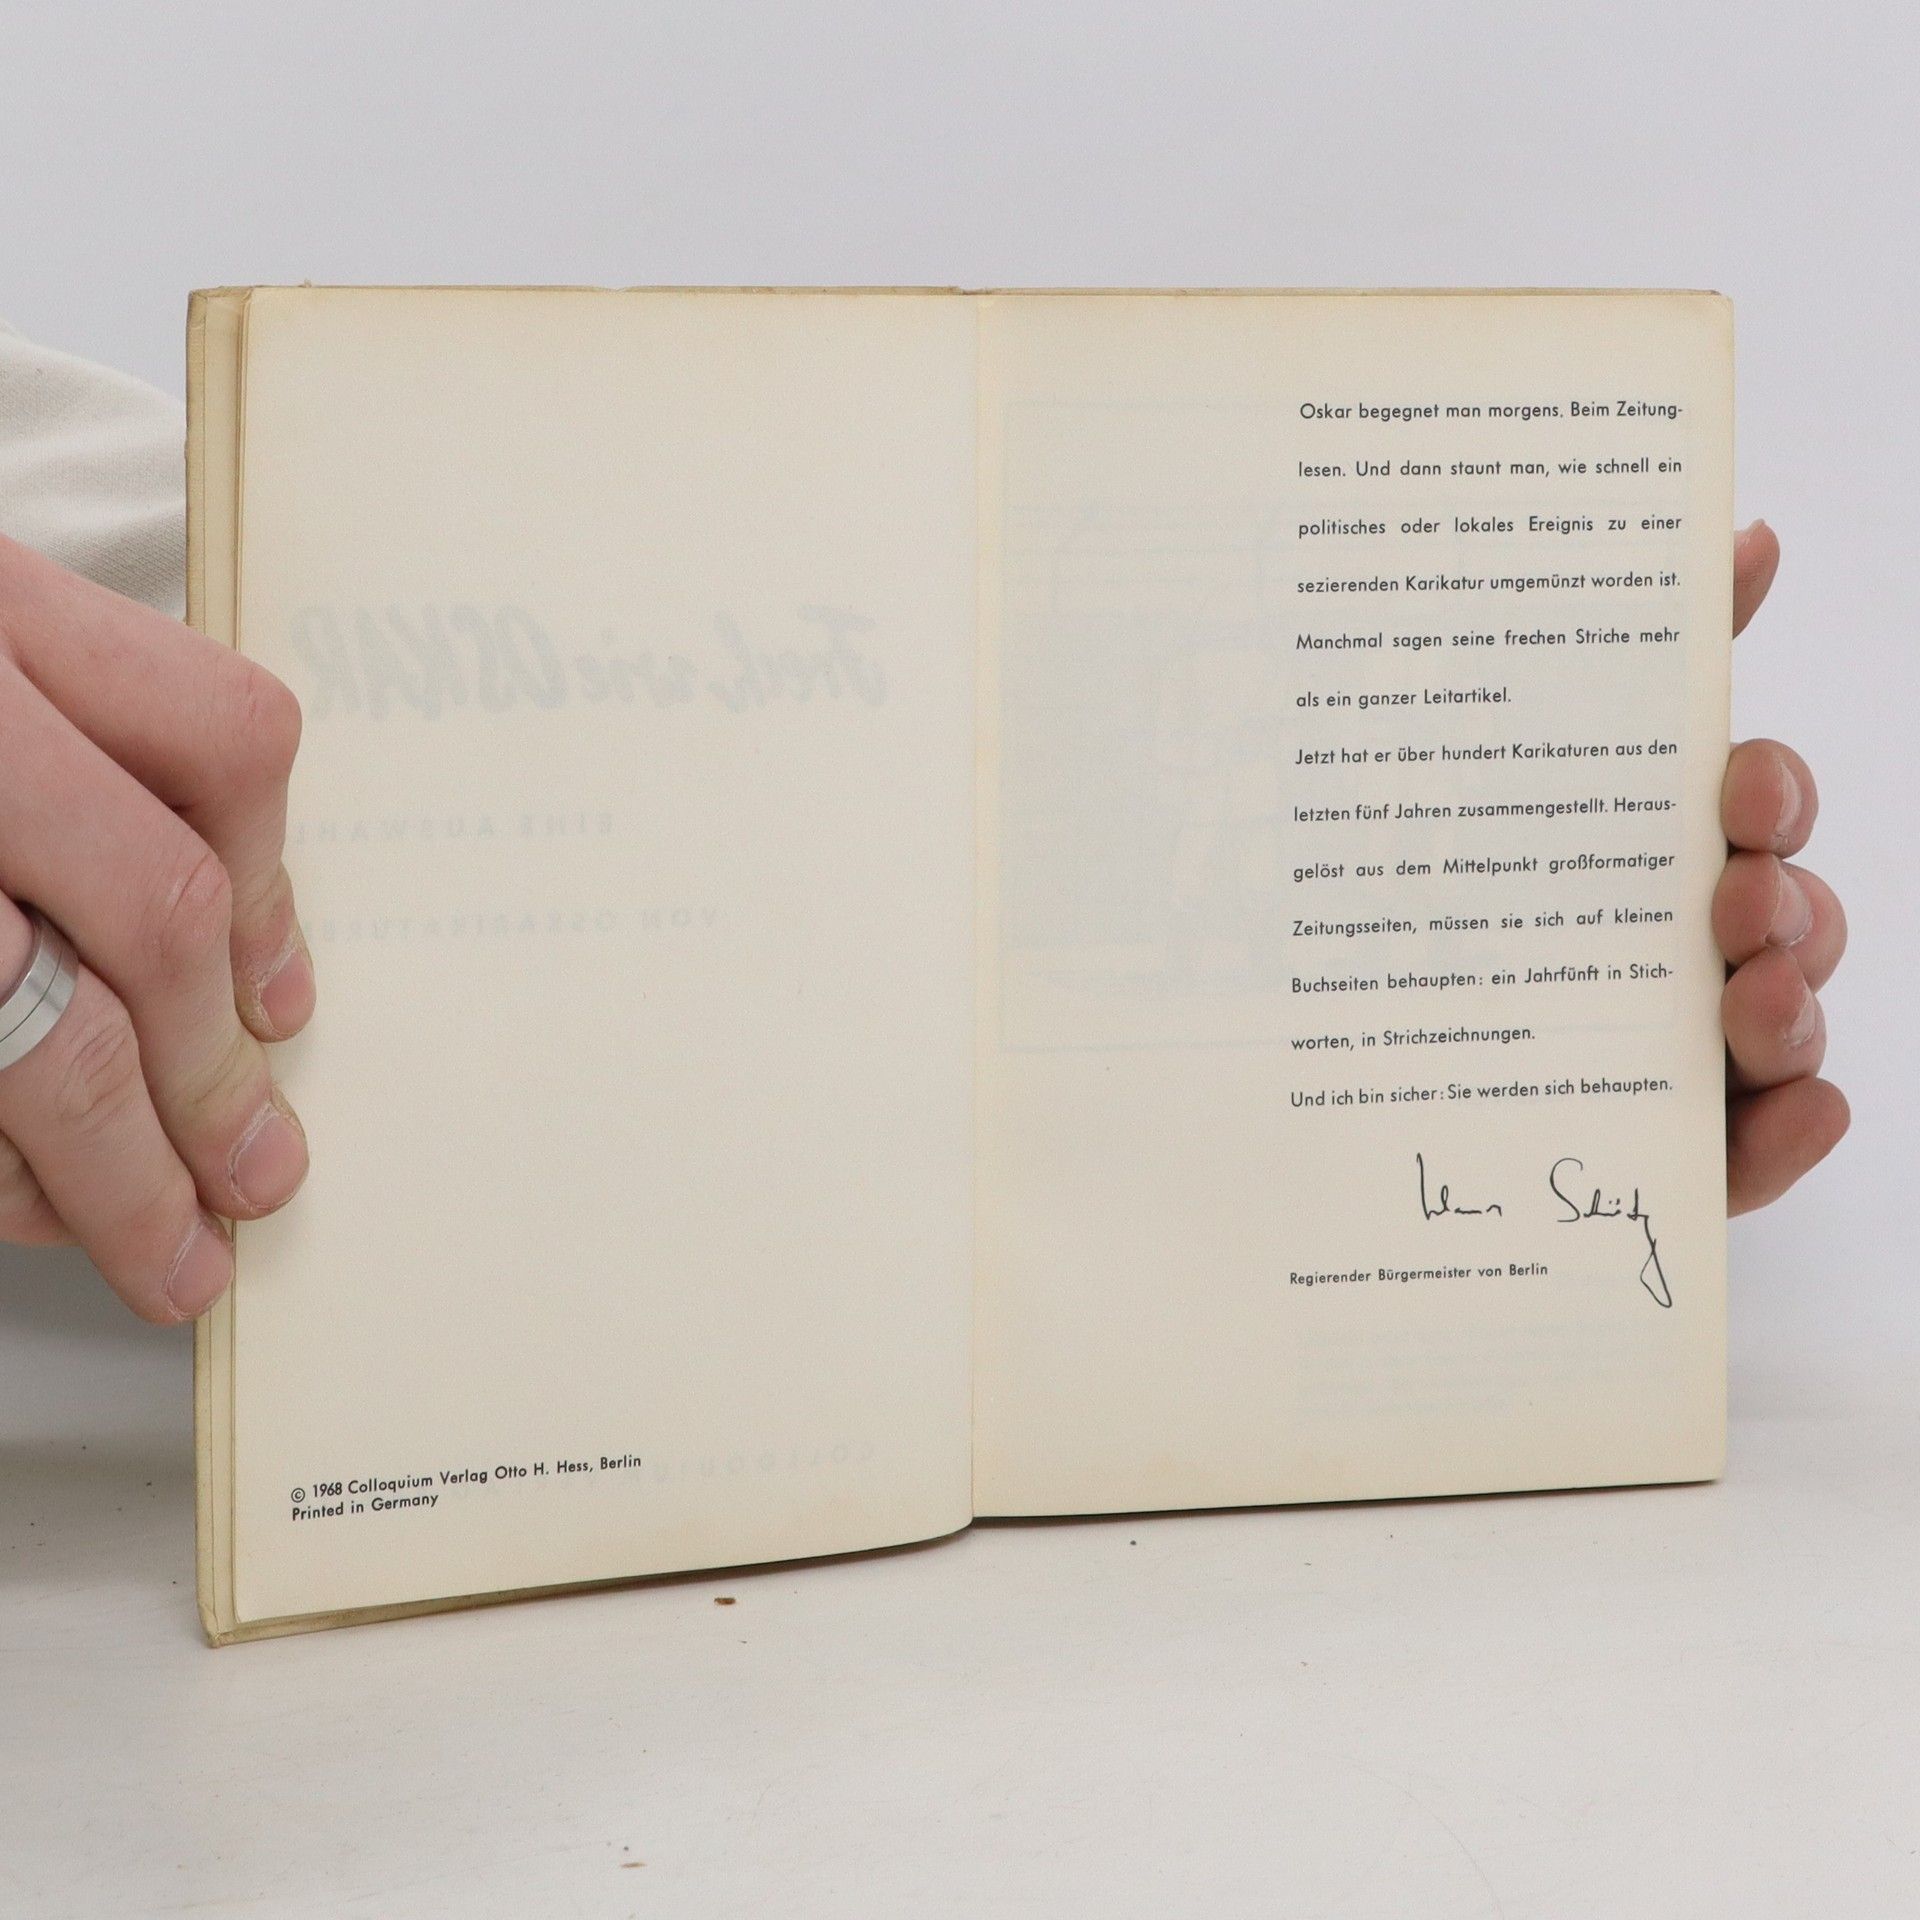 © 1968 Colloquium Verlag Otto H. Hess, Berlin
Printed in Germany
Oskar begegnet man morgens. Beim Zeitung-
lesen. Und dann staunt man, wie schnell ein
politisches oder lokales Ereignis zu einer
sezierenden Karikatur umgemünzt worden ist.
Manchmal sagen seine frechen Striche mehr
als ein ganzer Leitartikel.
Jetzt hat er über hundert Karikaturen aus den
letzten fünf Jahren zusammengestellt. Heraus-
gelöst aus dem Mittelpunkt großformatiger
Zeitungsseiten, müssen sie sich auf kleinen
Buchseiten behaupten: ein Jahrfünft in Stich-
worten, in Strichzeichnungen.
Und ich bin sicher: Sie werden sich behaupten.
Klaus Schütz
Regierender Bürgermeister von Berlin